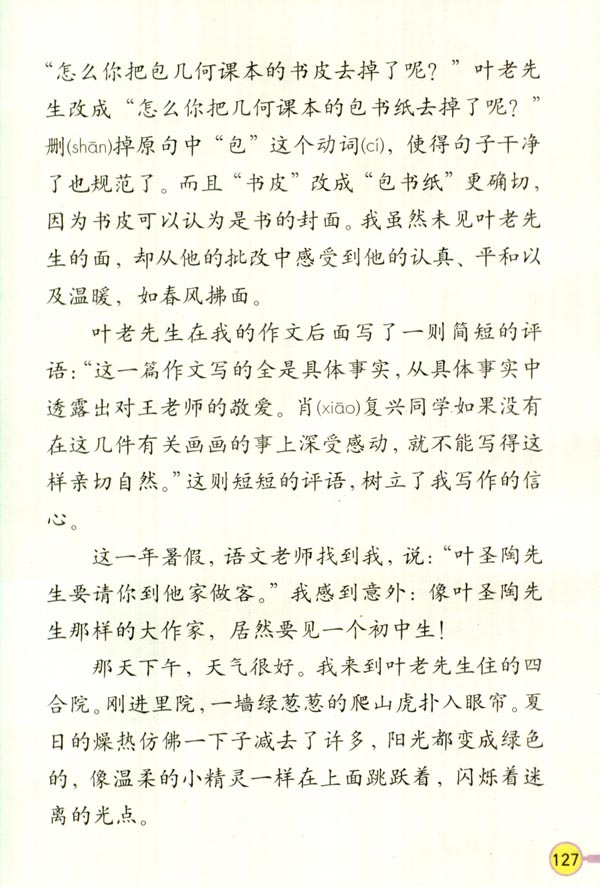 “怎么你把包几何课本的书皮去掉了呢？”叶老先
生改成“怎么你把几何课本的包书纸去掉了呢？”
删(shān)掉原句中“包”这个动词(cí)，使得句子干净
了也规范了。而且“书皮”改成“包书纸”更确切，
因为书皮可以认为是书的封面。我虽然未见叶老先
生的面，却从他的批改中感受到他的认真、平和以
及温暖，如春风拂面。
叶老先生在我的作文后面写了一则简短的评
语：“这一篇作文写的全是具体事实，从具体事实中
透露出对王老师的敬爱。肖(xiāo)复兴同学如果没有
在这几件有关画画的事上深受感动，就不能写得这
样亲切自然。”这则短短的评语，树立了我写作的信
心。
这一年暑假，语文老师找到我，说：“叶圣陶先
生要请你到他家做客。”我感到意外：像叶圣陶先
生那样的大作家，居然要见一个初中生！
那天下午，天气很好。我来到叶老先生住的四
合院。刚进里院，一墙绿葱葱的爬山虎扑入眼帘。夏
日的燥热仿佛一下子减去了许多，阳光都变成绿色
的，像温柔的小精灵一样在上面跳跃着，闪烁着迷
离的光点。
127